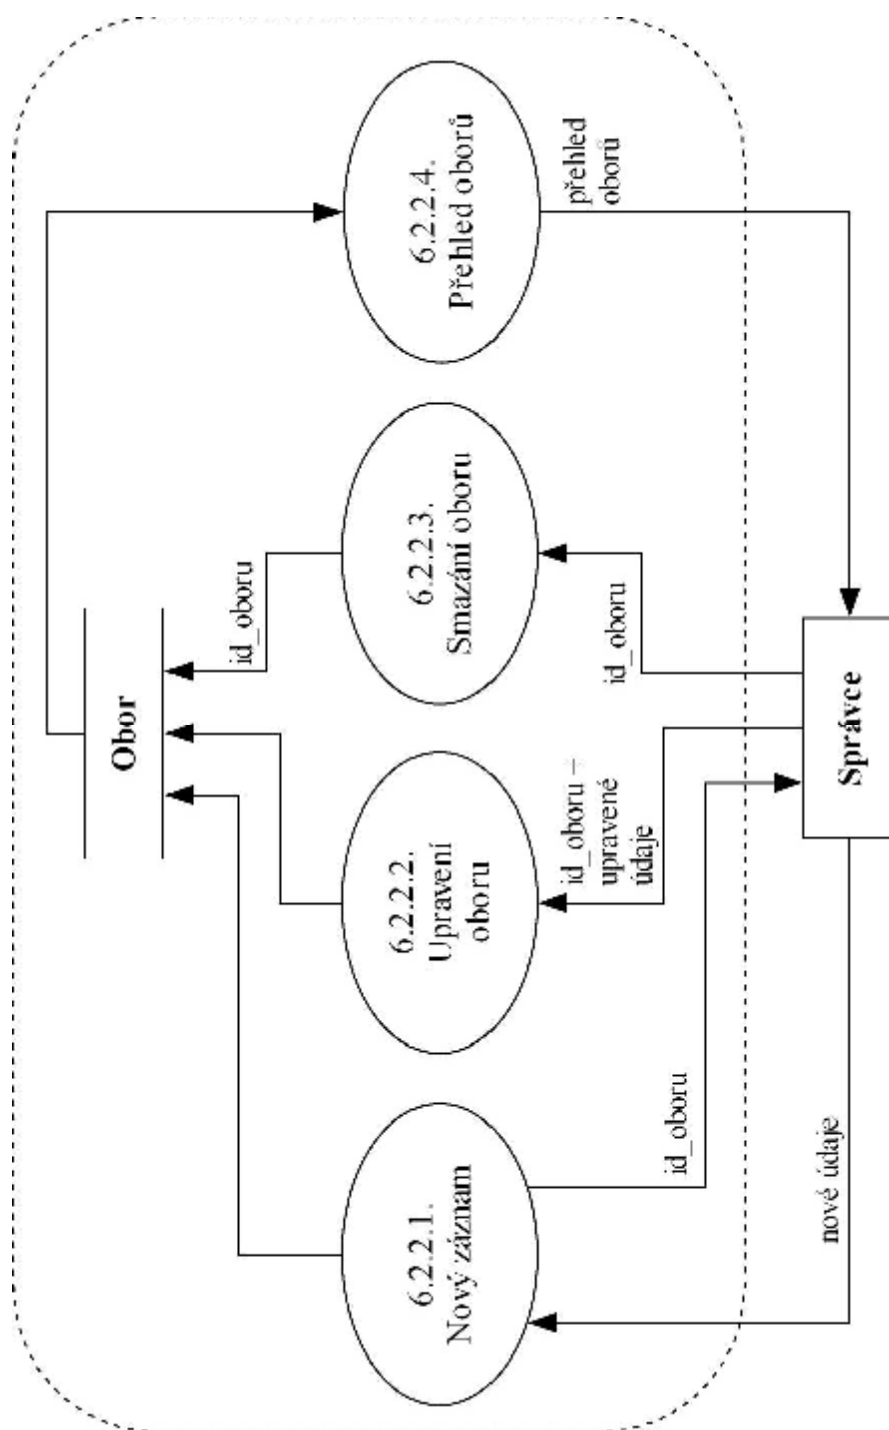 Obor
id_oboru
6.2.2.1.
Nový záznam
6.2.2.2.
Upravení
oboru
6.2.2.3.
Smazání oboru
6.2.2.4.
Přehled oborů
id_oboru –
upravené
údaje
id_oboru
přehled
oborů
id_oboru
nové údaje
Správce